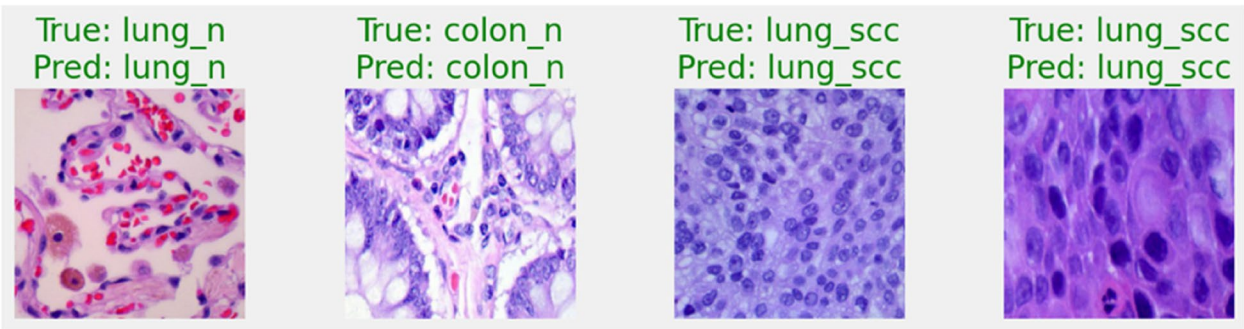 True: lung_n
Pred: lung_n
True: colon_n
Pred: colon_n
True: lung_scc
Pred: lung_scc
True: lung_scc
Pred: lung_scc